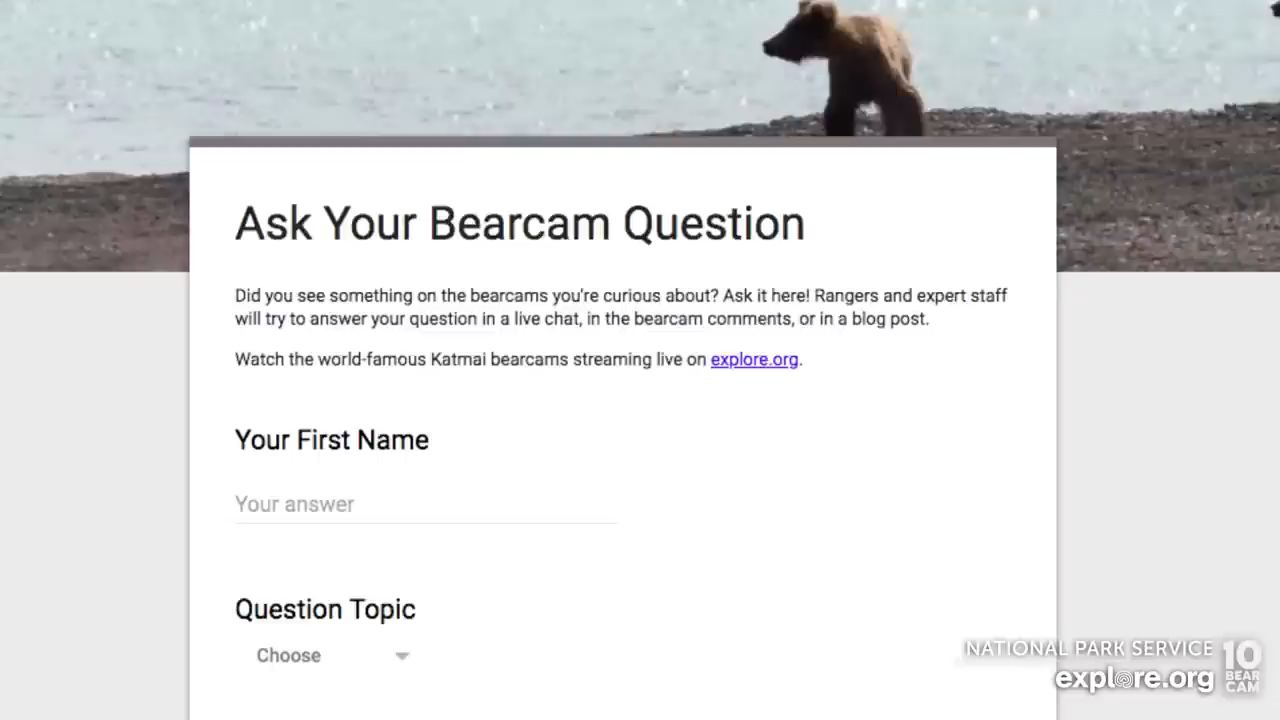 Ask Your Bearcam Question
Did you see something on the bearcams you're curious about? Ask it here! Rangers and expert staff
will try to answer your question in a live chat, in the bearcam comments, or in a blog post.
Watch the world-famous Katmai bearcams streaming live on explore.org.
Your First Name
Your answer
Question Topic
Choose
NATIONAL PARK SERVICE
explore.org
10
BEAR
CAM